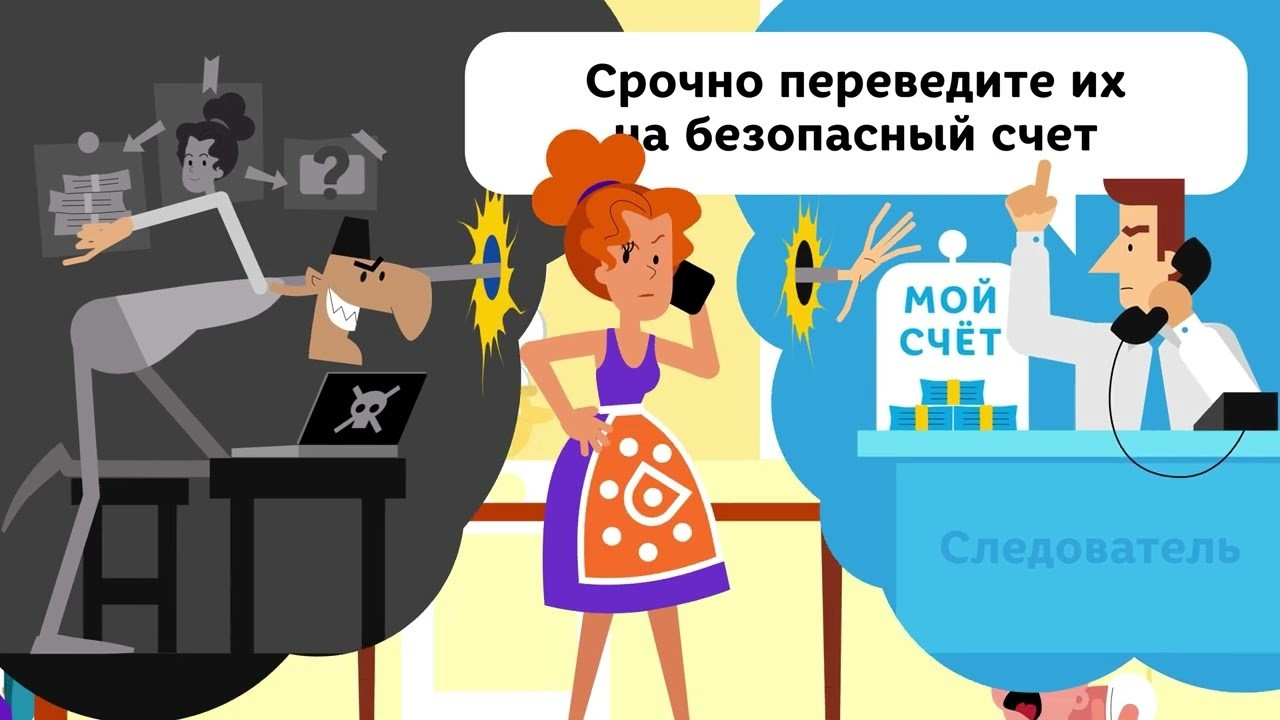 Срочно переведите их
на безопасный счет
МОЙ
СЧЁТ
Следователь
?